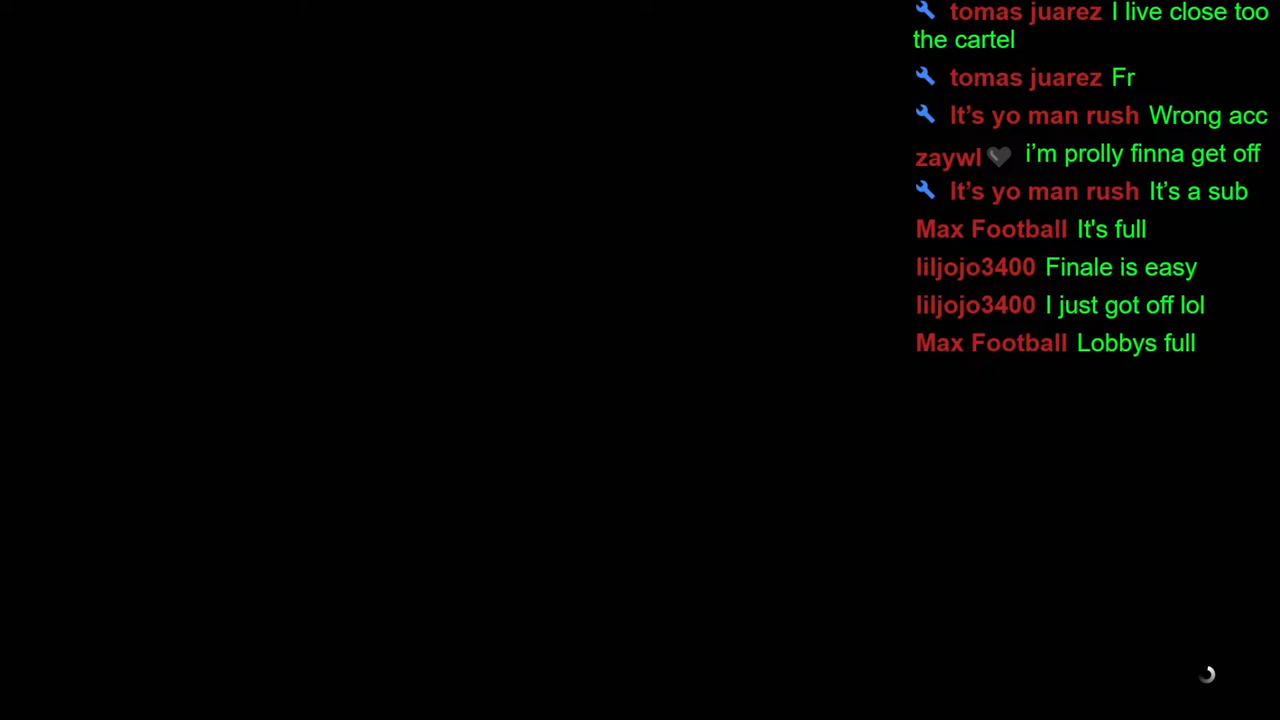 tomas juarez I live close too
the cartel
tomas juarez Fr
It’s yo man rush Wrong acc
zaywl🖤 i’m prolly finna get off
It’s yo man rush It’s a sub
Max Football It's full
liljojo3400 Finale is easy
liljojo3400 I just got off lol
Max Football Lobbys full